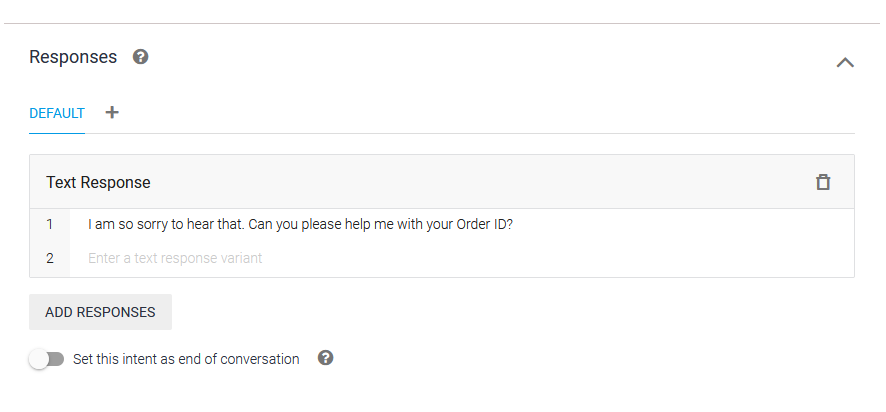 Responses ?
DEFAULT +
Text Response
1 I am so sorry to hear that. Can you please help me with your Order ID?
2 Enter a text response variant
ADD RESPONSES
Set this intent as end of conversation ?